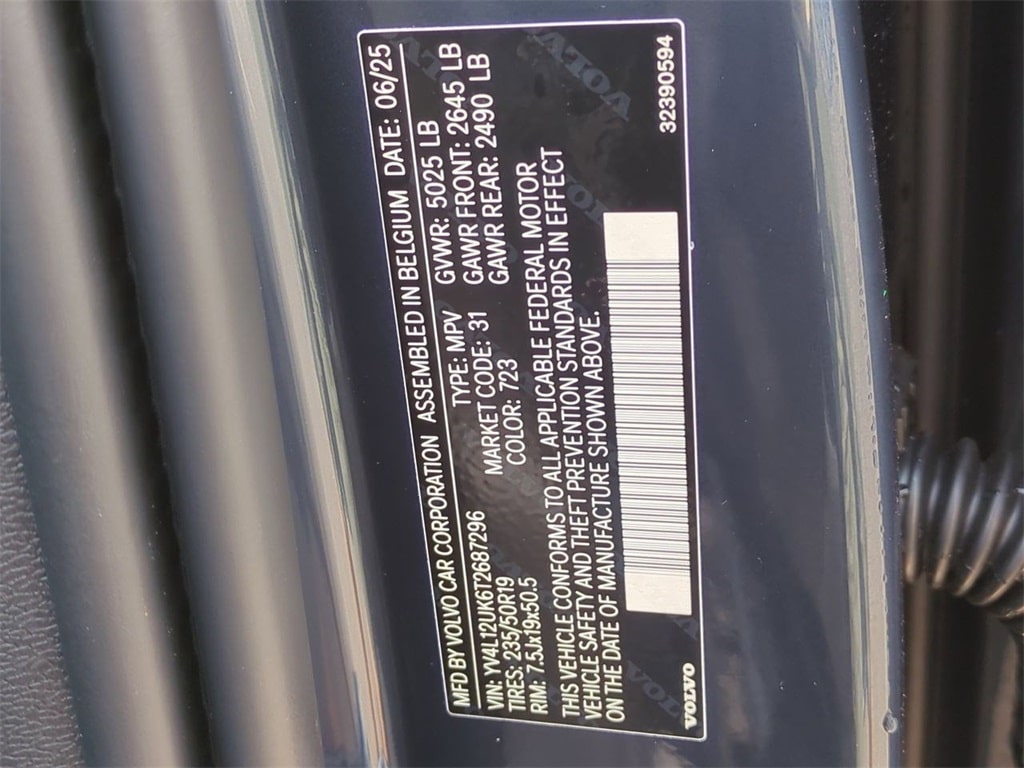 MFD BY VOLVO CAR CORPORATION ASSEMBLED IN BELGIUM DATE: 06/25
VIN: YV4L12UK6T2687296 TYPE: MPV GVWR: 5025 LB
TIRES: 235/50R19 MARKET CODE: 31 GAWR FRONT: 2645 LB
RIM: 7.5Jx19x50.5 COLOR: 723 GAWR REAR: 2490 LB
THIS VEHICLE CONFORMS TO ALL APPLICABLE FEDERAL MOTOR
VEHICLE SAFETY AND THEFT PREVENTION STANDARDS IN EFFECT
ON THE DATE OF MANUFACTURE SHOWN ABOVE.
VOLVO 32390594